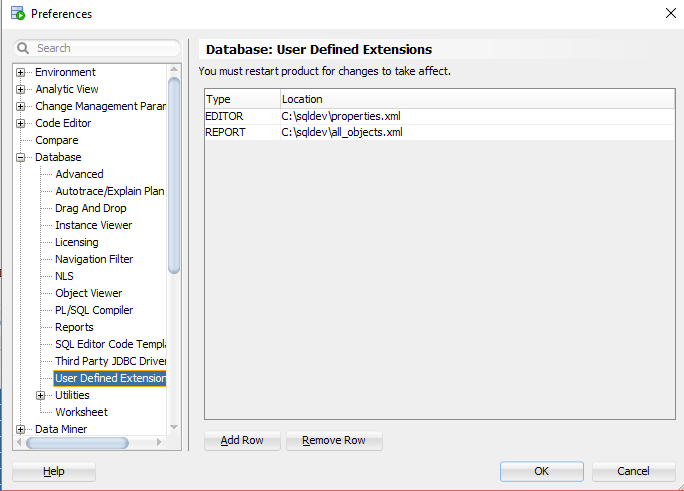 Preferences
Search
Environment
Analytic View
Change Management Param
Code Editor
Compare
Database
Advanced
Autotrace/Explain Plan
Drag And Drop
Instance Viewer
Licensing
Navigation Filter
NLS
Object Viewer
PL/SQL Compiler
Reports
SQL Editor Code Templa
Third Party JDBC Driver
User Defined Extension
Utilities
Worksheet
Data Miner
Database: User Defined Extensions
You must restart product for changes to take affect.
Type Location
EDITOR C:\sqldev\properties.xml
REPORT C:\sqldev\all_objects.xml
Add Row Remove Row
Help OK Cancel